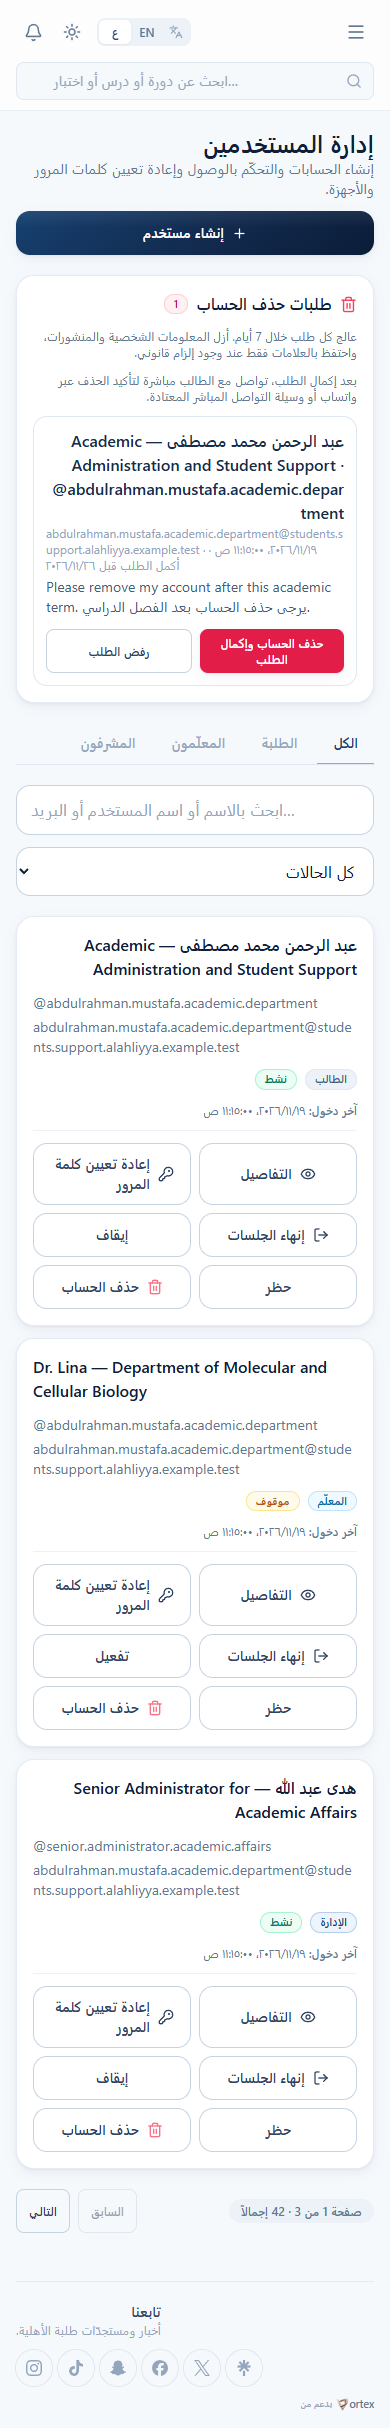 ع EN
ابحث عن دورة أو درس أو اختبار...
إدارة المستخدمين
إنشاء الحسابات والتحكّم بالوصول وإعادة تعيين كلمات المرور
والأجهزة.
إنشاء مستخدم
طلبات حذف الحساب 1
عالج كل طلب خلال 7 أيام. أزل المعلومات الشخصية والمنشورات،
واحتفظ بالعلامات فقط عند وجود إلزام قانوني.
بعد إكمال الطلب، تواصل مع الطالب مباشرة لتأكيد الحذف عبر
واتساب أو وسيلة التواصل المباشر المعتادة.
عبد الرحمن محمد مصطفى — Academic
Administration and Student Support ·
@abdulrahman.mustafa.academic.depar
tment
abdulrahman.mustafa.academic.department@students.s
upport.alahliyya.example.test · ٢٠٢٦/١١/١٩، ١١:١٥:٠٠ ص ·
أكمل الطلب قبل ٢٠٢٦/١١/٢٦
Please remove my account after this academic
term. يرجى حذف الحساب بعد الفصل الدراسي.
حذف الحساب وإكمال
الطلب
رفض الطلب
الكل
الطلبة
المعلّمون
المشرفون
ابحث بالاسم أو اسم المستخدم أو البريد...
كل الحالات
عبد الرحمن محمد مصطفى — Academic
Administration and Student Support
@abdulrahman.mustafa.academic.department
abdulrahman.mustafa.academic.department@stude
nts.support.alahliyya.example.test
الطالب نشط
آخر دخول: ٢٠٢٦/١١/١٩، ١١:١٥:٠٠ ص
التفاصيل
إعادة تعيين كلمة
المرور
إنهاء الجلسات
إيقاف
حظر
حذف الحساب
Dr. Lina — Department of Molecular and
Cellular Biology
@abdulrahman.mustafa.academic.department
abdulrahman.mustafa.academic.department@stude
nts.support.alahliyya.example.test
المعلّم موقوف
آخر دخول: ٢٠٢٦/١١/١٩، ١١:١٥:٠٠ ص
التفاصيل
إعادة تعيين كلمة
المرور
إنهاء الجلسات
تفعيل
حظر
حذف الحساب
هدى عبد الله — Senior Administrator for
Academic Affairs
@senior.administrator.academic.affairs
abdulrahman.mustafa.academic.department@stude
nts.support.alahliyya.example.test
الإدارة نشط
آخر دخول: ٢٠٢٦/١١/١٩، ١١:١٥:٠٠ ص
التفاصيل
إعادة تعيين كلمة
المرور
إنهاء الجلسات
إيقاف
حظر
حذف الحساب
صفحة 1 من 3 · 42 إجمالاً
السابق
التالي
تابعنا
أخبار ومستجدّات طلبة الأهلية.
بدعم من ortex